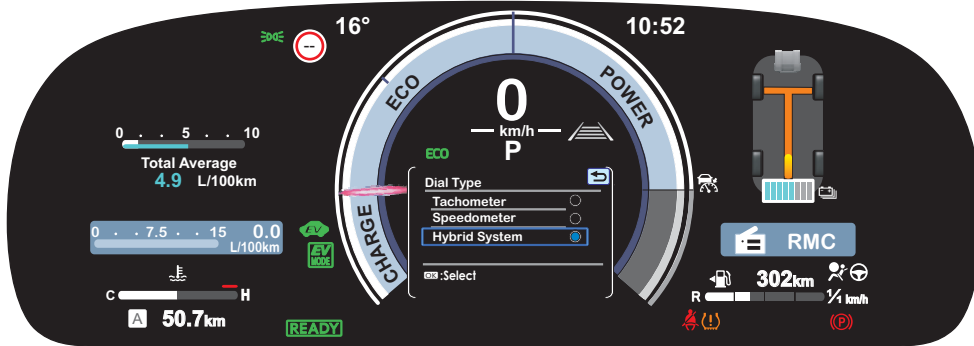 --
16°
10:52
ECO
POWER
CHARGE
0
km/h
P
ECO
Dial Type
Tachometer
Speedometer
Hybrid System
OK :Select
0 . . 5 . . 10
Total Average
4.9 L/100km
0 . . 7.5 . . 15 0.0
L/100km
EV
EV
MODE
C H
A 50.7km
READY
RMC
302km
R 1/1 km/h
(!)
(P)